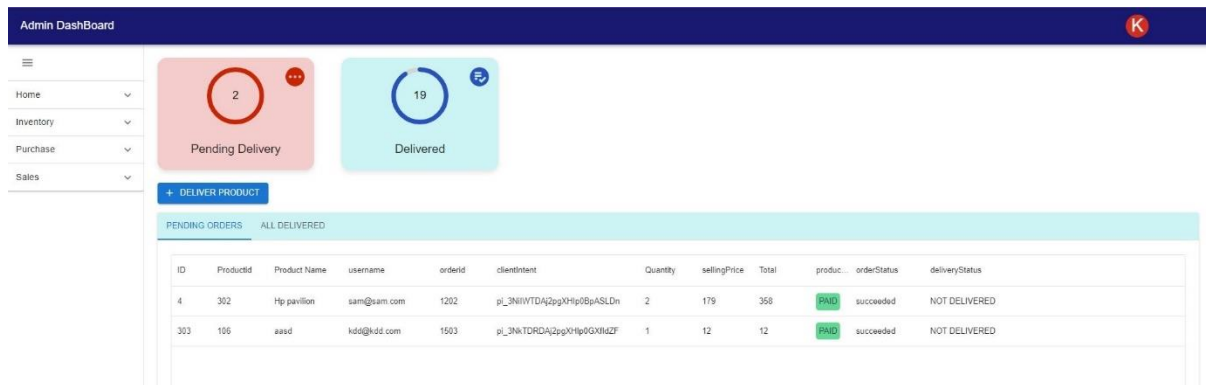 Admin DashBoard
K
Home
Inventory
Purchase
Sales
2
Pending Delivery
19
Delivered
+ DELIVER PRODUCT
PENDING ORDERS ALL DELIVERED
ID ProductId Product Name username orderid clientIntent Quantity sellingPrice Total produc... orderStatus deliveryStatus
4 302 Hp pavilion sam@sam.com 1202 2 179 358 PAID succeeded NOT DELIVERED
303 106 aasd kdd@kdd.com 1503 1 12 12 PAID succeeded NOT DELIVERED